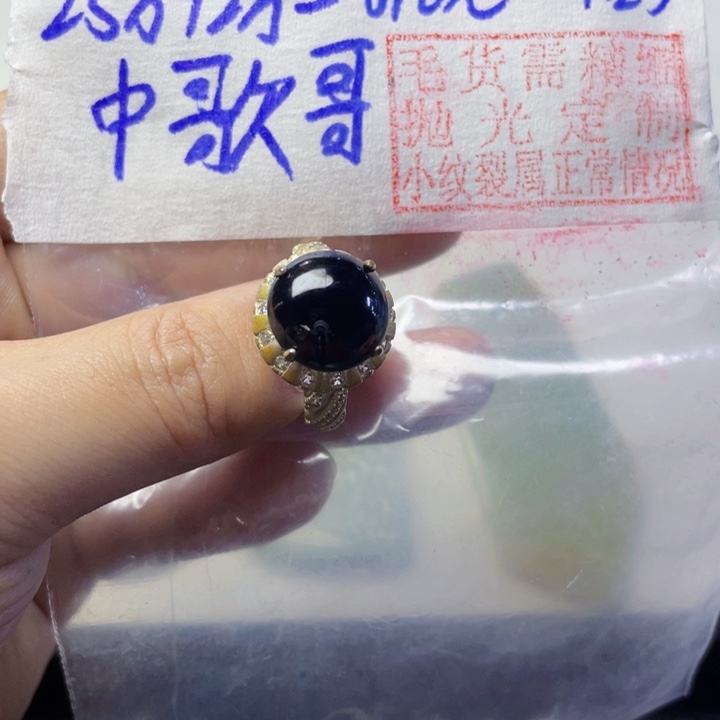 中歌哥
毛货需精细
抛光定制
小纹裂属正常情况